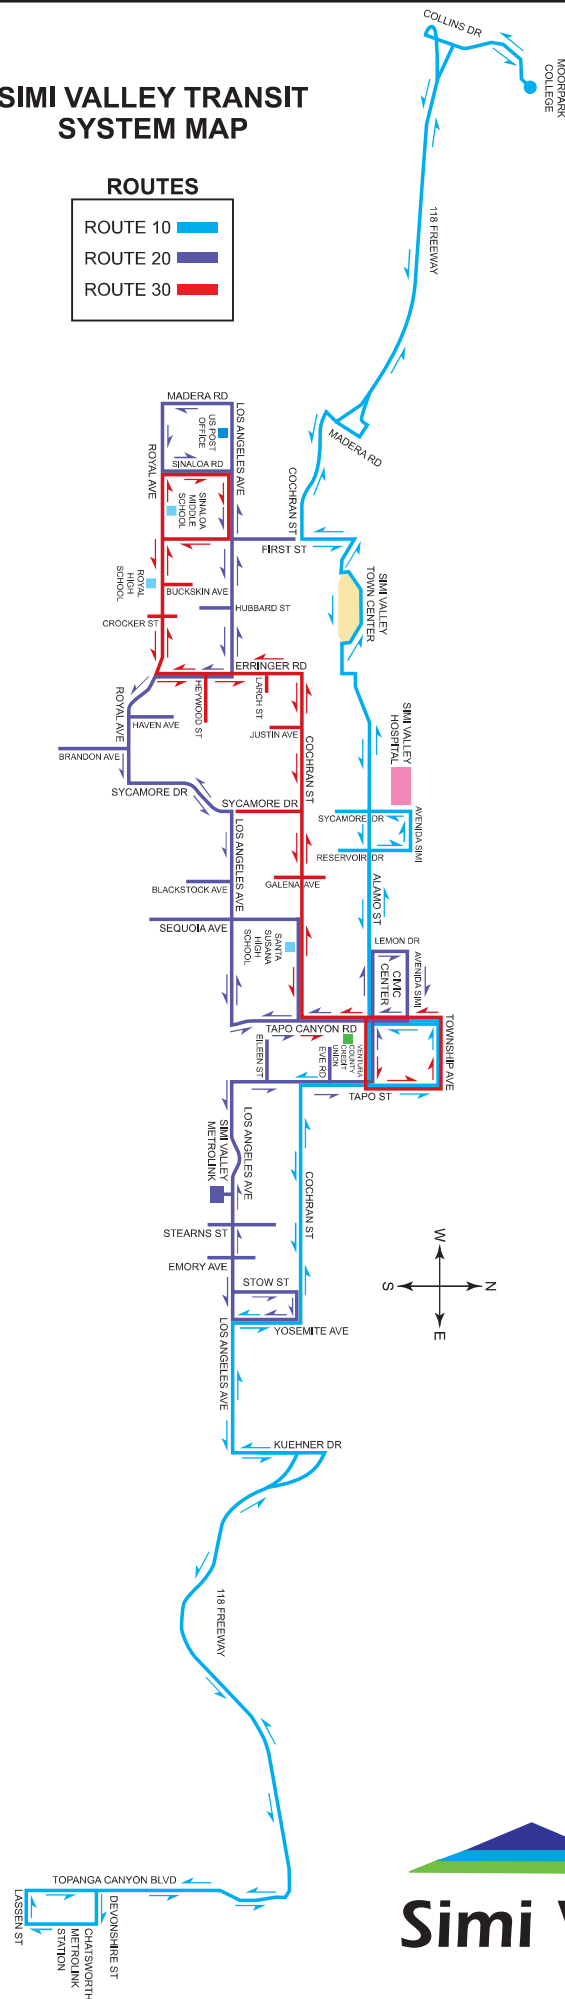 COLLINS DR
MOORPARK
COLLEGE
SIMI VALLEY TRANSIT
SYSTEM MAP
ROUTES
ROUTE 10
ROUTE 20
ROUTE 30
118 FREEWAY
MADERA RD
MADERA RD
LOS ANGELES AVE
US POST
OFFICE
SINALOA RD
ROYAL AVE
SINALOA
MIDDLE
SCHOOL
COCHRAN ST
FIRST ST
SIMI VALLEY
TOWN CENTER
ROYAL
HIGH
SCHOOL
BUCKSKIN AVE
HUBBARD ST
CROCKER ST
ERRINGER RD
HEYWOOD ST
LARCH ST
ROYAL AVE
HAVEN AVE
JUSTIN AVE
COCHRAN ST
SIMI VALLEY
HOSPITAL
BRANDON AVE
SYCAMORE DR
SYCAMORE DR
SYCAMORE DR
AVENIDA SIMI
RESERVOIR DR
LOS ANGELES AVE
BLACKSTOCK AVE
GALENA AVE
ALAMO ST
SEQUOIA AVE
SANTA
SUSANA
HIGH
SCHOOL
LEMON DR
CIVIC
CENTER
AVENIDA SIMI
TAPO CANYON RD
TOWNSHIP AVE
EILEEN ST
EVE RD
VENTURA
COUNTY
CREDIT
UNION
TAPO ST
LOS ANGELES AVE
SIMI VALLEY
METROLINK
COCHRAN ST
STEARNS ST
EMORY AVE
STOW ST
W
N
S
E
YOSEMITE AVE
LOS ANGELES AVE
KUEHNER DR
118 FREEWAY
TOPANGA CANYON BLVD
LASSEN ST
DEVONSHIRE ST
CHATSWORTH
METROLINK
STATION
Simi V